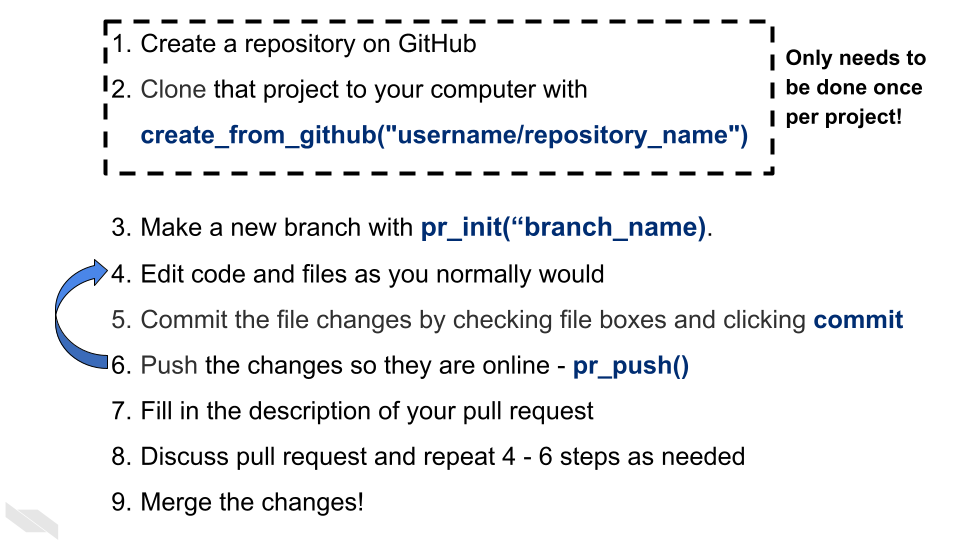 1. Create a repository on GitHub
2. Clone that project to your computer with
create_from_github("username/repository_name")
Only needs to
be done once
per project!
3. Make a new branch with pr_init(“branch_name).
4. Edit code and files as you normally would
5. Commit the file changes by checking file boxes and clicking commit
6. Push the changes so they are online - pr_push()
7. Fill in the description of your pull request
8. Discuss pull request and repeat 4 - 6 steps as needed
9. Merge the changes!